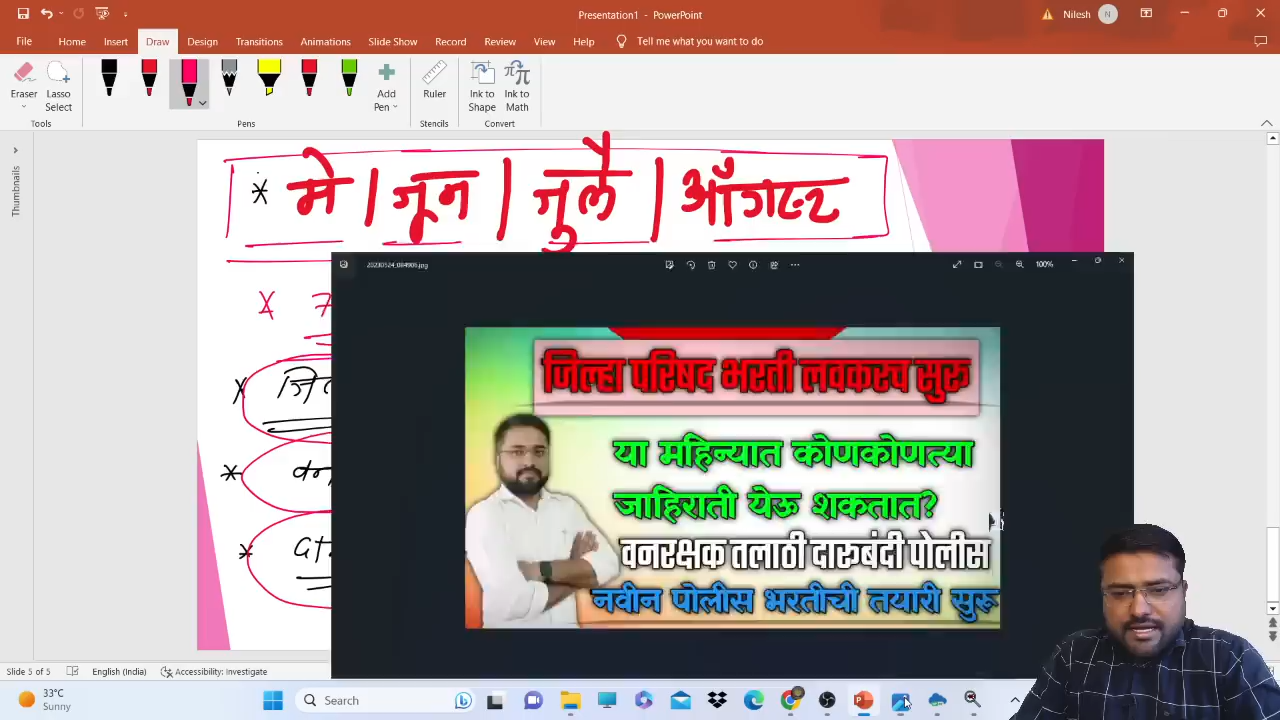 Presentation1 - PowerPoint
Nilesh N
File Home Insert Draw Design Transitions Animations Slide Show Record Review View Help Tell me what you want to do
Eraser Lasso Select Add Pen Ruler Ink to Shape Ink to Math
Tools Pens Stencils Convert
Thumbnails
* मे | जून | जुलै | ऑगस्ट
20230524_084906.jpg 100%
जिल्हा परिषद भरती लवकरच सुरू
या महिन्यात कोणकोणत्या
जाहिराती येऊ शकतात?
वनरक्षक तलाठी दारूबंदी पोलीस
नवीन पोलीस भरतीची तयारी सुरू
Slide 5 of 5 English (India) Accessibility: Investigate
33°C
Sunny
Search